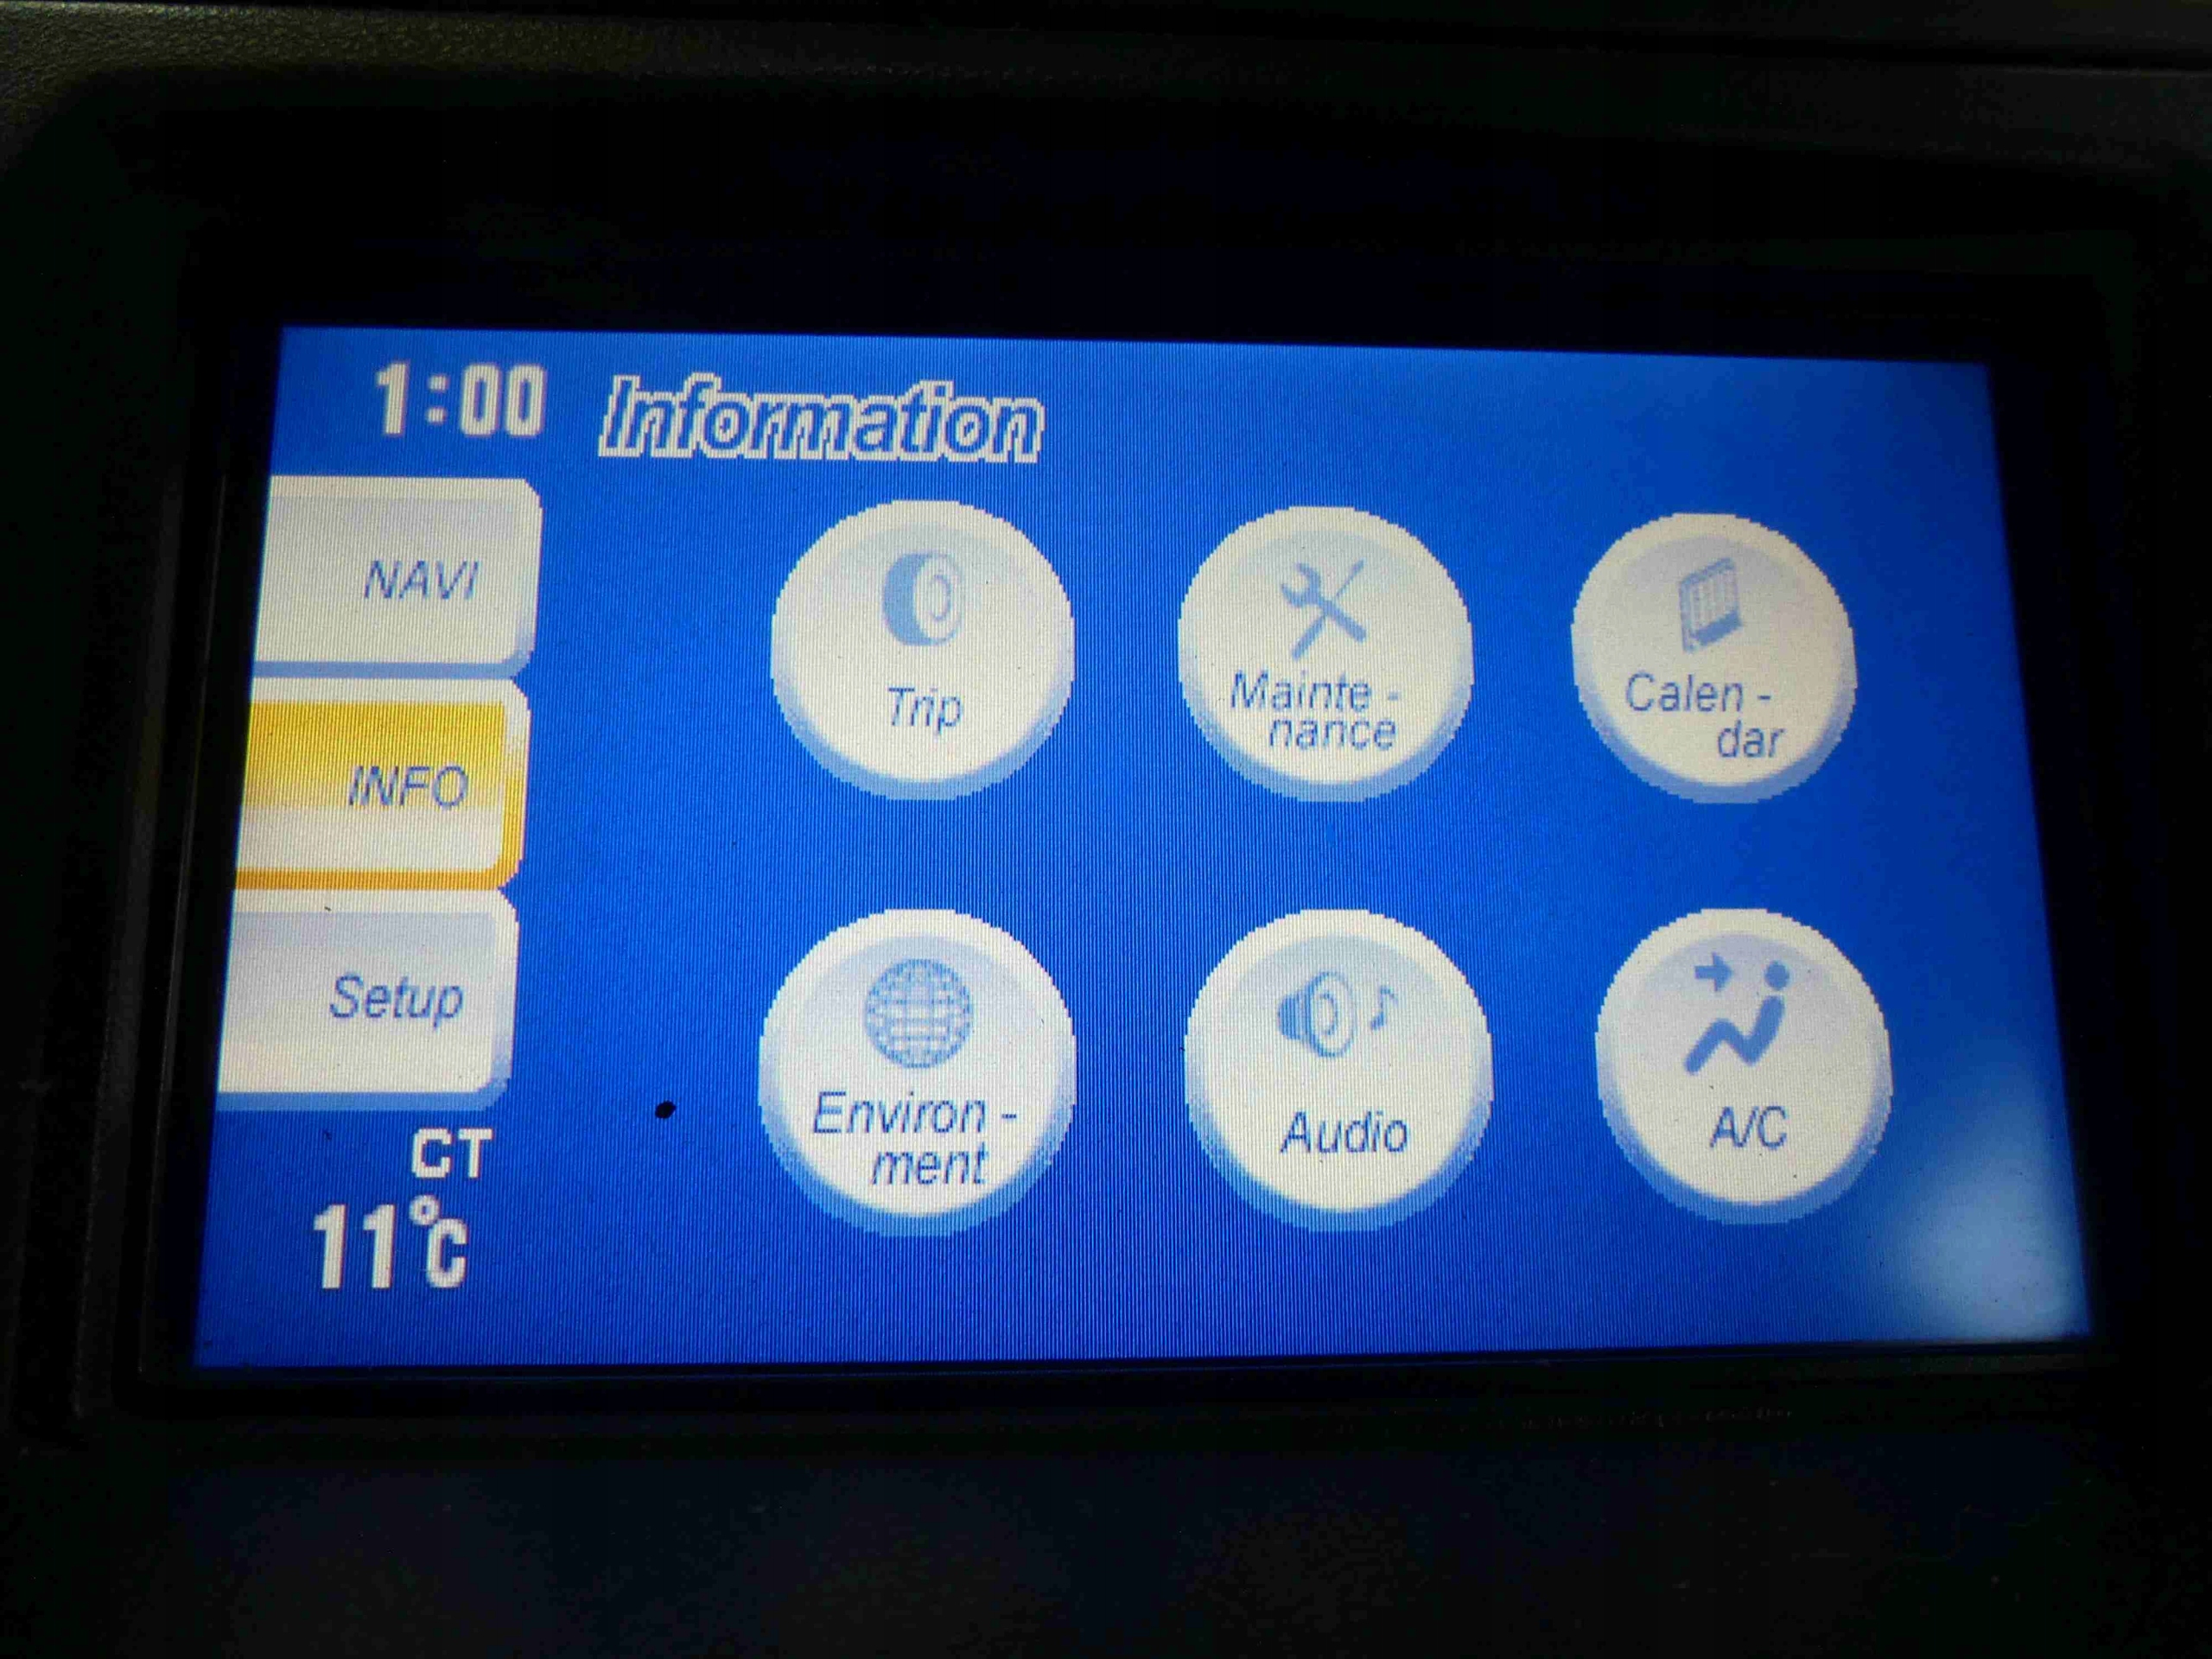 1:00
Information
NAVI
INFO
Setup
Trip
Mainte -
nance
Calen -
dar
Environ -
ment
Audio
A/C
CT
11°C